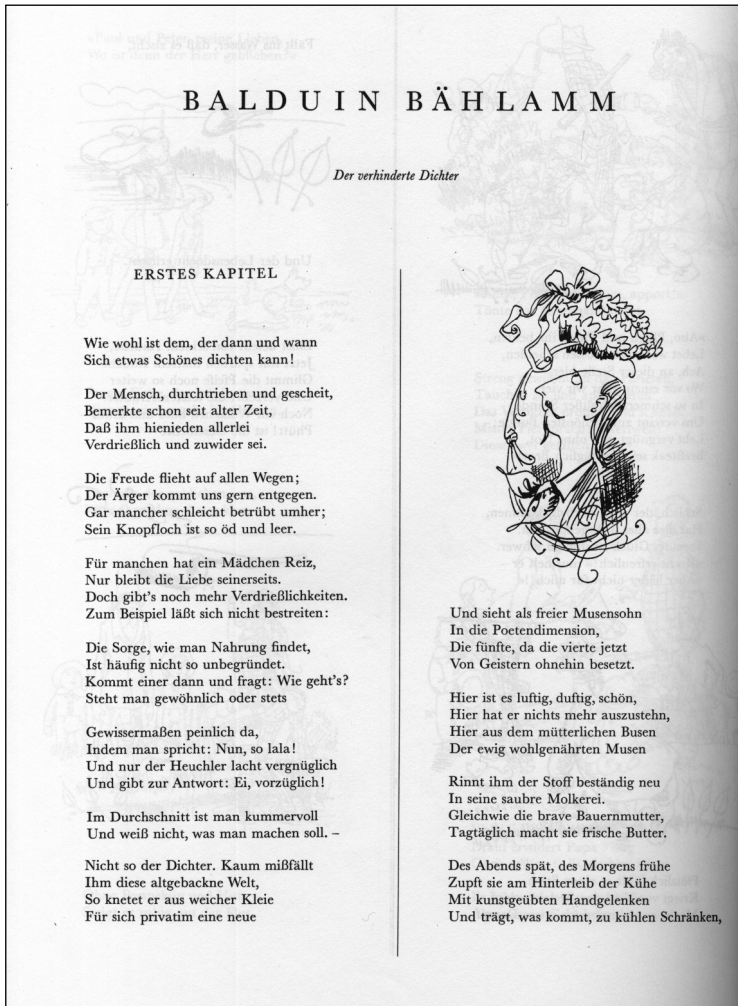 BALDUIN BÄHLAMM
Der verhinderte Dichter
ERSTES KAPITEL
Wie wohl ist dem, der dann und wann
Sich etwas Schönes dichten kann!
Der Mensch, durchtrieben und gescheit,
Bemerkte schon seit alter Zeit,
Daß ihm hienieden allerlei
Verdrießlich und zuwider sei.
Die Freude flieht auf allen Wegen;
Der Ärger kommt uns gern entgegen.
Gar mancher schleicht betrübt umher;
Sein Knopfloch ist so öd und leer.
Für manchen hat ein Mädchen Reiz,
Nur bleibt die Liebe seinerseits.
Doch gibt's noch mehr Verdrießlichkeiten.
Zum Beispiel läßt sich nicht bestreiten:
Die Sorge, wie man Nahrung findet,
Ist häufig nicht so unbegründet.
Kommt einer dann und fragt: Wie geht's?
Steht man gewöhnlich oder stets
Gewissermaßen peinlich da,
Indem man spricht: Nun, so lala!
Und nur der Heuchler lacht vergnüglich
Und gibt zur Antwort: Ei, vorzüglich!
Im Durchschnitt ist man kummervoll
Und weiß nicht, was man machen soll. –
Nicht so der Dichter. Kaum mißfällt
Ihm diese altgebackne Welt,
So knetet er aus weicher Kleie
Für sich privatim eine neue
Und sieht als freier Musensohn
In die Poetendimension,
Die fünfte, da die vierte jetzt
Von Geistern ohnehin besetzt.
Hier ist es luftig, duftig, schön,
Hier hat er nichts mehr auszustehn,
Hier aus dem mütterlichen Busen
Der ewig wohlgenährten Musen
Rinnt ihm der Stoff beständig neu
In seine saubre Molkerei.
Gleichwie die brave Bauernmutter,
Tagtäglich macht sie frische Butter.
Des Abends spät, des Morgens frühe
Zupft sie am Hinterleib der Kühe
Mit kunstgeübten Handgelenken
Und trägt, was kommt, zu kühlen Schränken,